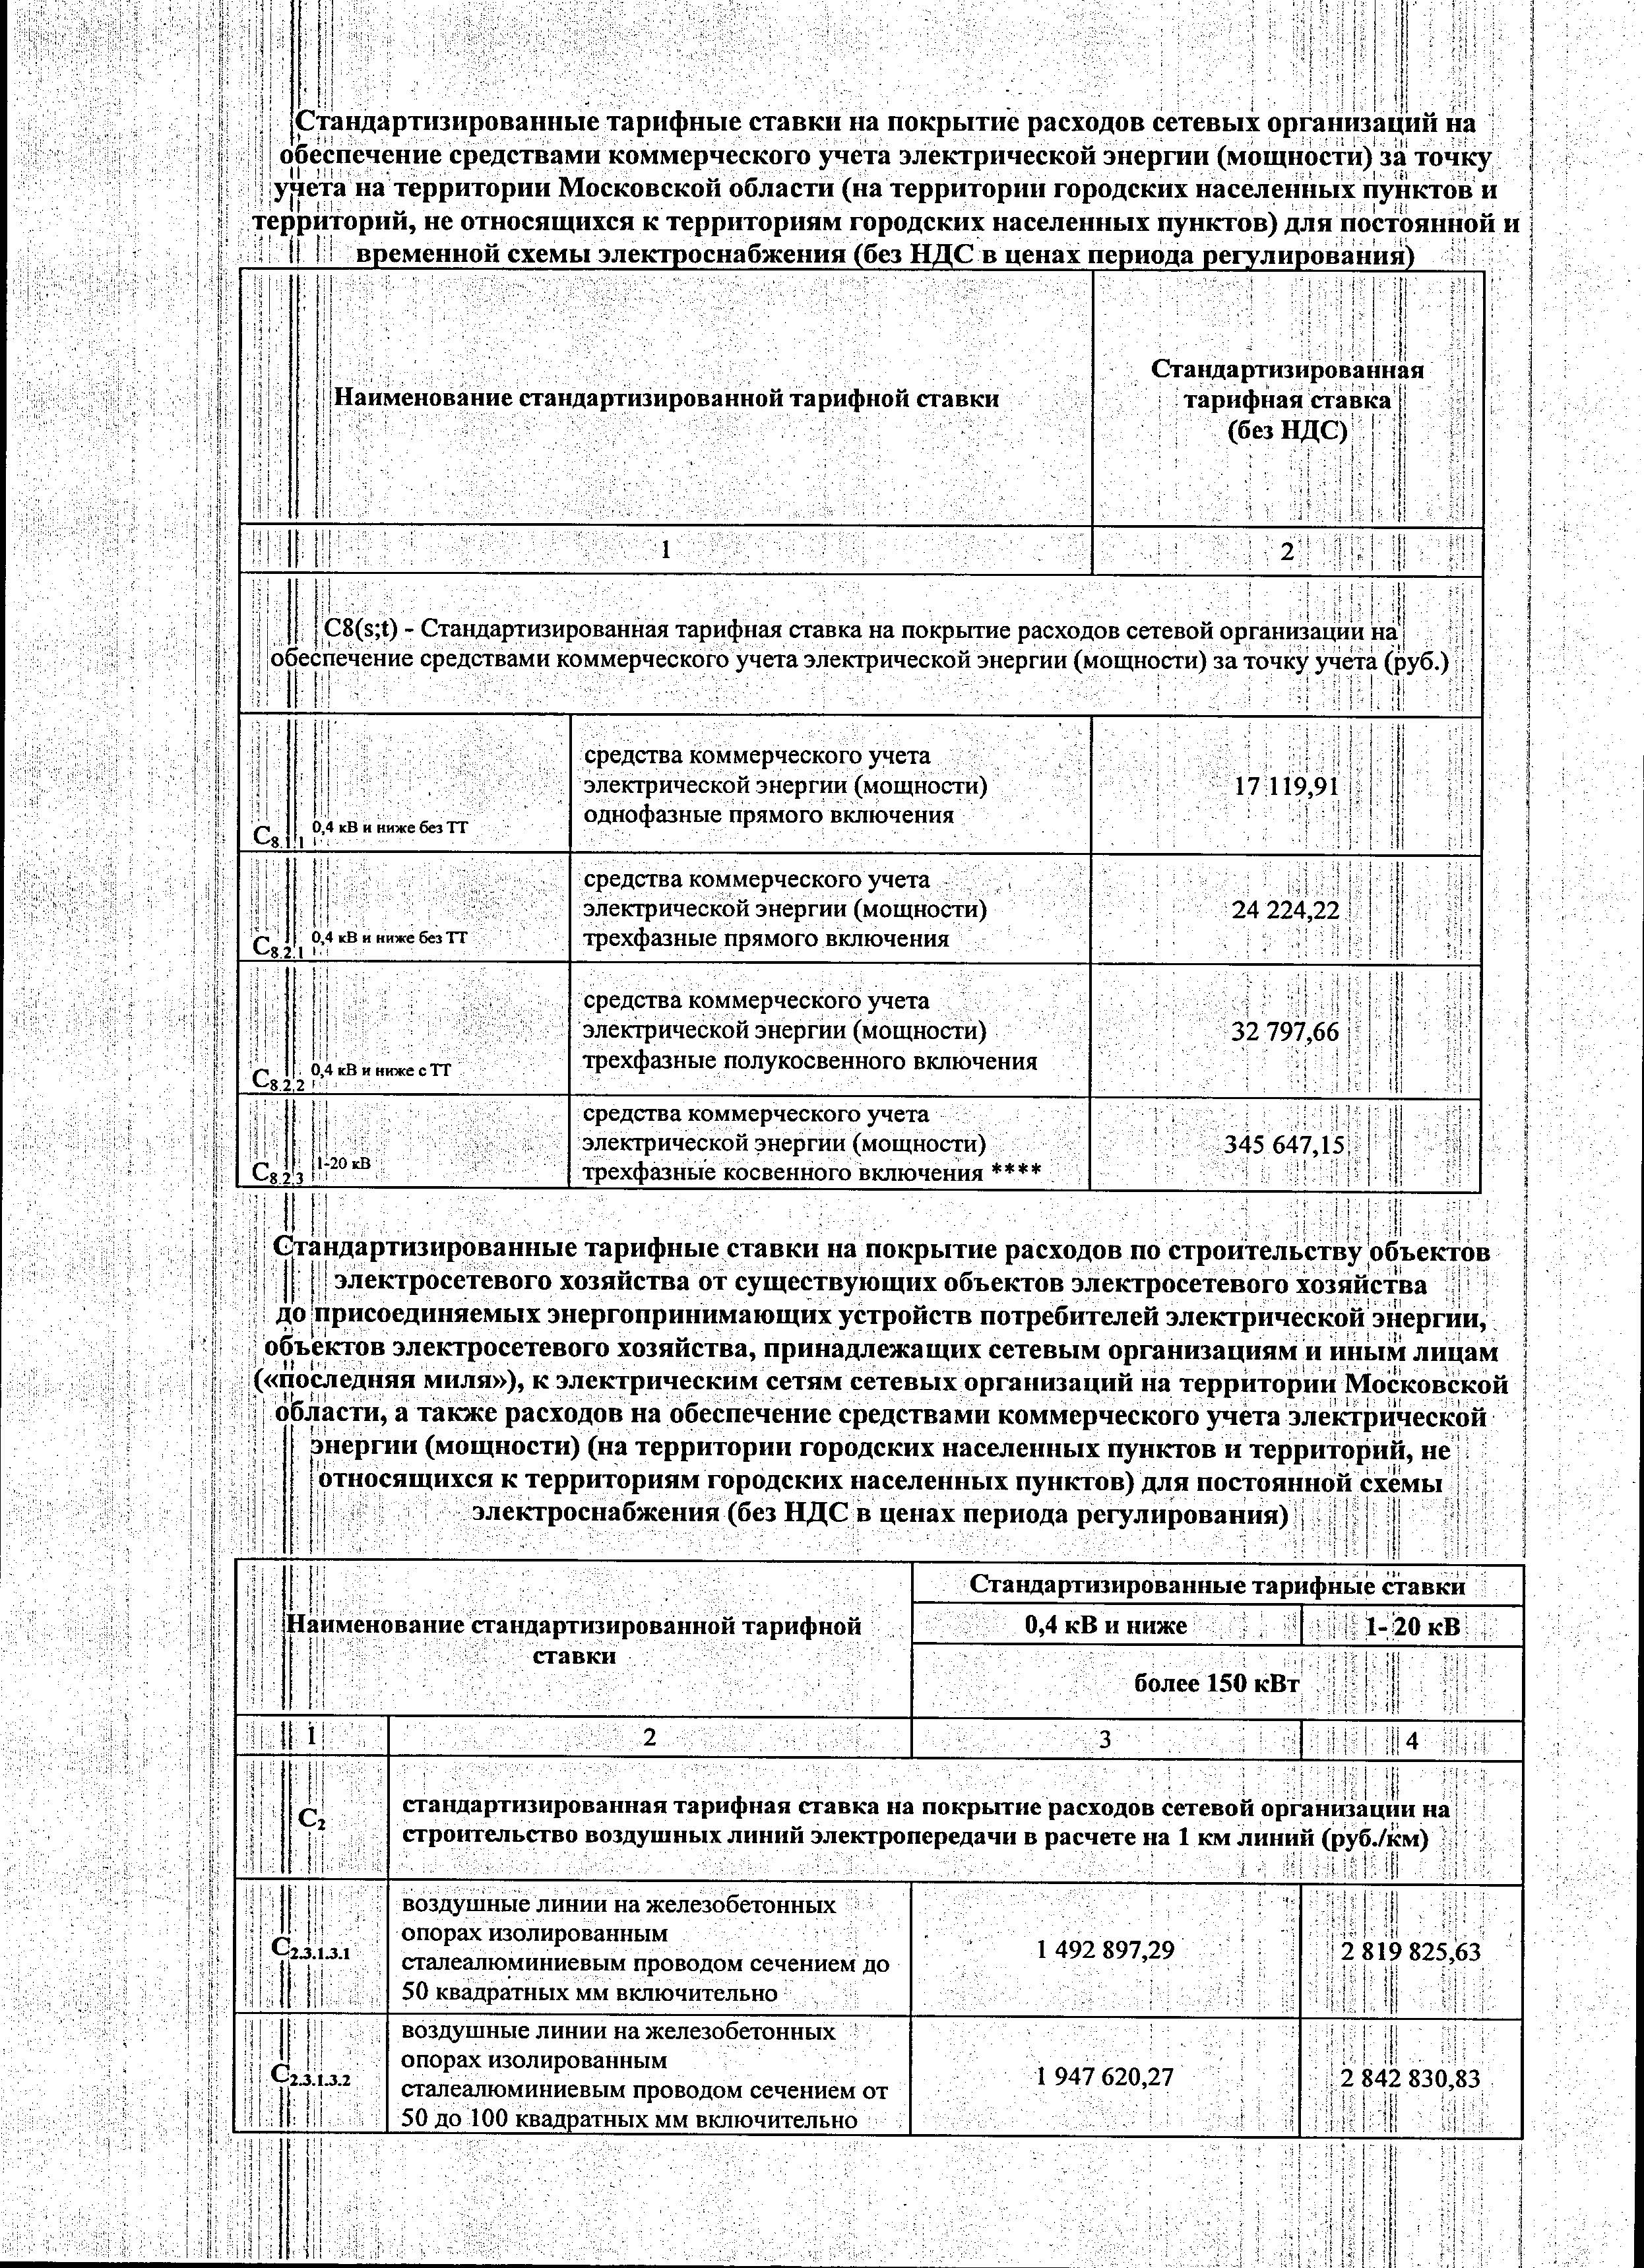 Стандартизированные тарифные ставки на покрытие расходов сетевых организаций на
обеспечение средствами коммерческого учета электрической энергии (мощности) за точку
учета на территории Московской области (на территории городских населенных пунктов и
территорий, не относящихся к территориям городских населенных пунктов) для постоянной и
временной схемы электроснабжения (без НДС в ценах периода регулирования)
Наименование стандартизированной тарифной ставки
Стандартизированная
тарифная ставка
(без НДС)
1
2
C8(s;t) - Стандартизированная тарифная ставка на покрытие расходов сетевой организации на
обеспечение средствами коммерческого учета электрической энергии (мощности) за точку учета (руб.)
С8.1.1 0,4 кВ и ниже без ТТ
средства коммерческого учета
электрической энергии (мощности)
однофазные прямого включения
17 119,91
С8.2.1 0,4 кВ и ниже без ТТ
средства коммерческого учета
электрической энергии (мощности)
трехфазные прямого включения
24 224,22
С8.2.2 0,4 кВ и ниже с ТТ
средства коммерческого учета
электрической энергии (мощности)
трехфазные полукосвенного включения
32 797,66
С8.2.3 1-20 кВ
средства коммерческого учета
электрической энергии (мощности)
трехфазные косвенного включения ****
345 647,15
Стандартизированные тарифные ставки на покрытие расходов по строительству объектов
электросетевого хозяйства от существующих объектов электросетевого хозяйства
до присоединяемых энергопринимающих устройств потребителей электрической энергии,
объектов электросетевого хозяйства, принадлежащих сетевым организациям и иным лицам
(«последняя миля»), к электрическим сетям сетевых организаций на территории Московской
области, а также расходов на обеспечение средствами коммерческого учета электрической
энергии (мощности) (на территории городских населенных пунктов и территорий, не
относящихся к территориям городских населенных пунктов) для постоянной схемы
электроснабжения (без НДС в ценах периода регулирования)
Наименование стандартизированной тарифной
ставки
Стандартизированные тарифные ставки
0,4 кВ и ниже
1- 20 кВ
более 150 кВт
1
2
3
4
С2
стандартизированная тарифная ставка на покрытие расходов сетевой организации на
строительство воздушных линий электропередачи в расчете на 1 км линий (руб./км)
С2.3.1.3.1
воздушные линии на железобетонных
опорах изолированным
сталеалюминиевым проводом сечением до
50 квадратных мм включительно
1 492 897,29
2 819 825,63
С2.3.1.3.2
воздушные линии на железобетонных
опорах изолированным
сталеалюминиевым проводом сечением от
50 до 100 квадратных мм включительно
1 947 620,27
2 842 830,83